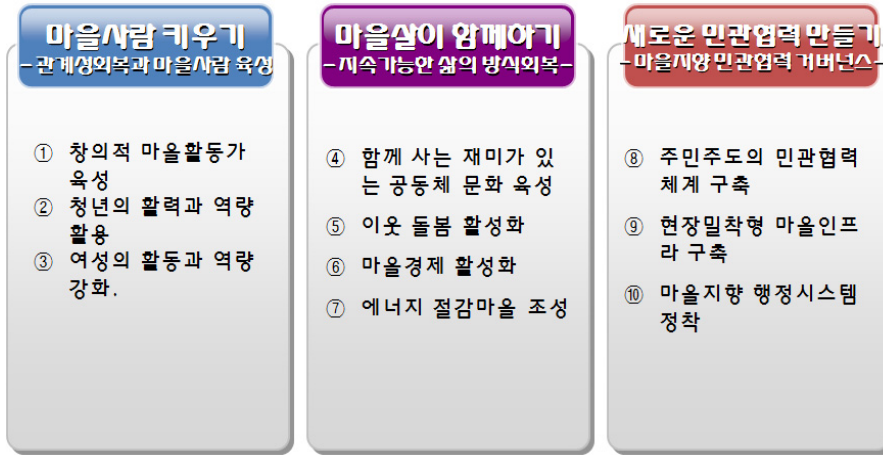 마을사람 키우기
- 관계성회복과 마을사람 육성
① 창의적 마을활동가
육성
② 청년의 활력과 역량
활용
③ 여성의 활동과 역량
강화.
마을살이 함께하기
- 지속가능한 삶의 방식회복-
④ 함께 사는 재미가 있
는 공동체 문화 육성
⑤ 이웃 돌봄 활성화
⑥ 마을경제 활성화
⑦ 에너지 절감마을 조성
새로운 민관협력 만들기
- 마을지향 민관협력 거버넌스-
⑧ 주민주도의 민관협력
체계 구축
⑨ 현장밀착형 마을인프
라 구축
⑩ 마을지향 행정시스템
정착